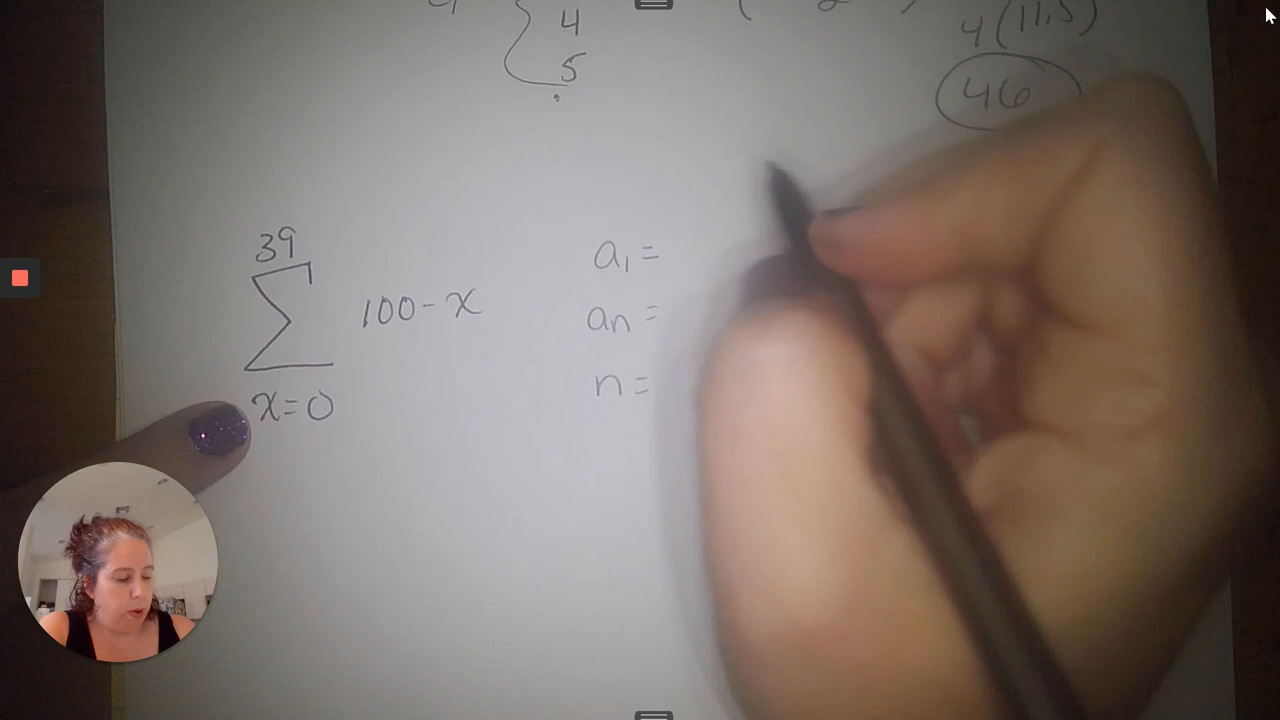 4
5
4(11.5)
46
39
Σ 100-x
x=0
a₁ =
aₙ =
n =